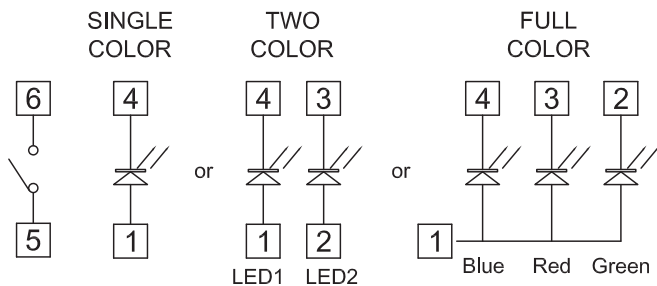 SINGLE COLOR
TWO COLOR
FULL COLOR
6 4 4 3 4 3 2
or or
5 1 1 2 1
LED1 LED2 Blue Red Green